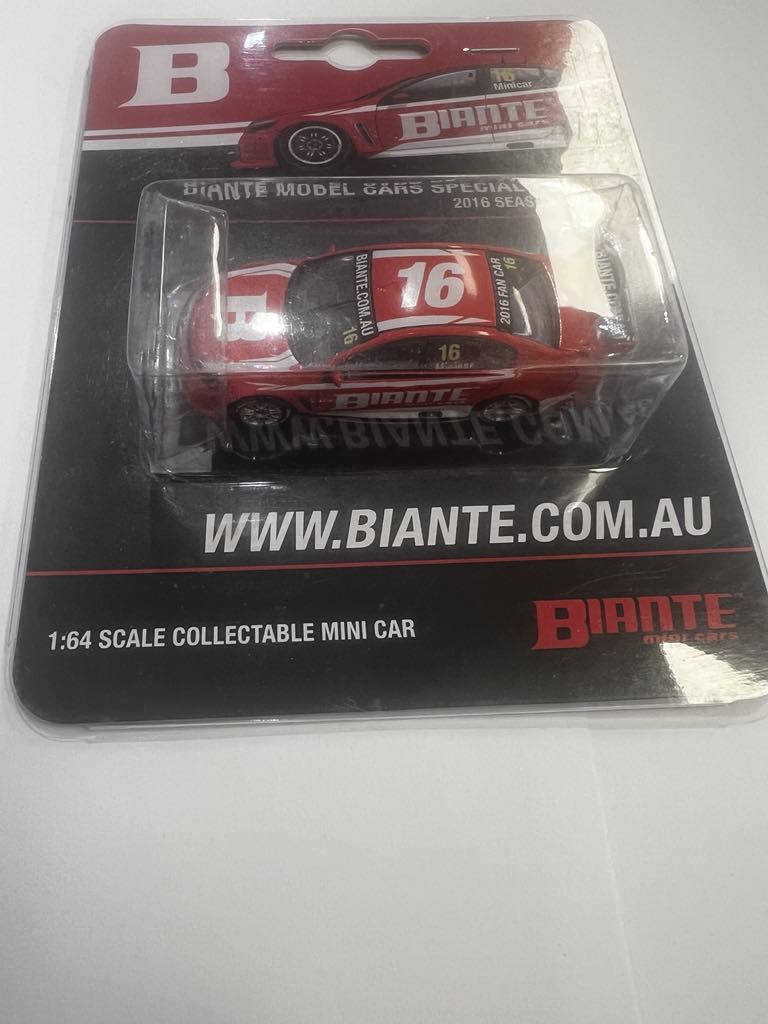 B
16
Minicar
BIANTE
mini cars
BIANTE MODEL CARS SPECIAL
2016 SEAS
B
BIANTE.COM.AU
16
16
2016 FAN CAR
16
16
Minicar
BIANTE
WWW.BIANTE.COM.AU
1:64 SCALE COLLECTABLE MINI CAR
BIANTE
mini cars